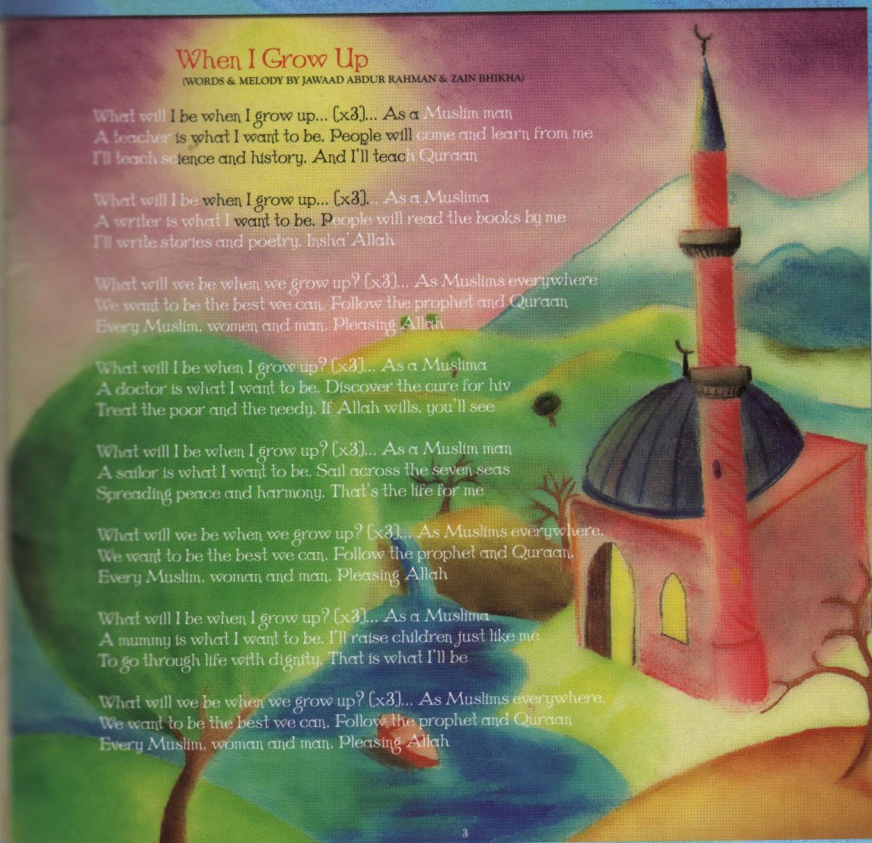 When I Grow Up
(WORDS & MELODY BY JAWAAD ABDUR RAHMAN & ZAIN BHIKHA)
What will I be when I grow up... (x3)... As a Muslim man
A teacher is what I want to be. People will come and learn from me
I'll teach science and history. And I'll teach Quraan
What will I be when I grow up... (x3). . As a Muslima
A writer is what I want to be. People will read the books by me
I'll write stories and poetry. Insha' Allah
What will we be when we grow up? (x3)... As Muslims everywhere
We want to be the best we can. Follow the prophet and Quraan
Every Muslim, women and man. Pleasing Allah
What will I be when I grow up? (x3)... As a Muslima
A doctor is what I want to be. Discover the cure for hiv
Treat the poor and the needy. If Allah wills, you'll see
What will I be when I grow up? (x3)... As a Muslim man
A sailor is what I want to be. Sail across the seven seas
Spreading peace and harmony. That's the life for me
What will we be when we grow up? (x3)... As Muslims everywhere.
We want to be the best we can. Follow the prophet and Quraan.
Every Muslim, woman and man. Pleasing Allah
What will I be when I grow up? (x3)... As a Muslima
A mummy is what I want to be. I'll raise children just like me
To go through life with dignity. That is what I'll be
What will we be when we grow up? (x3)... As Muslims everywhere.
We want to be the best we can. Follow the prophet and Quraan
Every Muslim, woman and man. Pleasing Allah
3